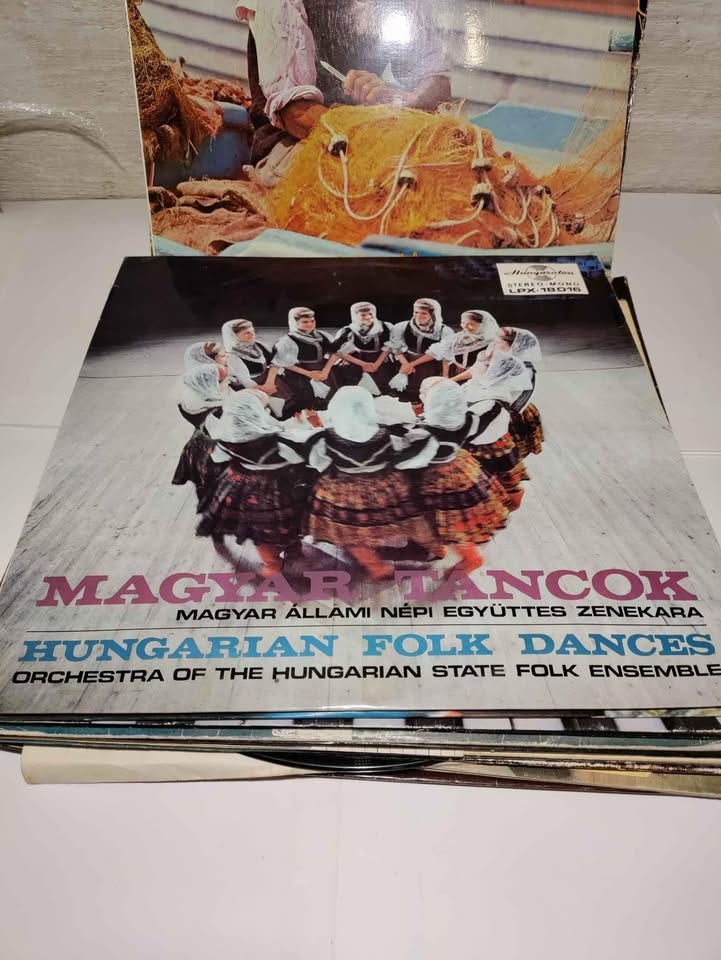 Hungaroton
STEREO-MONO
LPX-18016
MAGYAR TÁNCOK
MAGYAR ÁLLAMI NÉPI EGYÜTTES ZENEKARA
HUNGARIAN FOLK DANCES
ORCHESTRA OF THE HUNGARIAN STATE FOLK ENSEMBLE